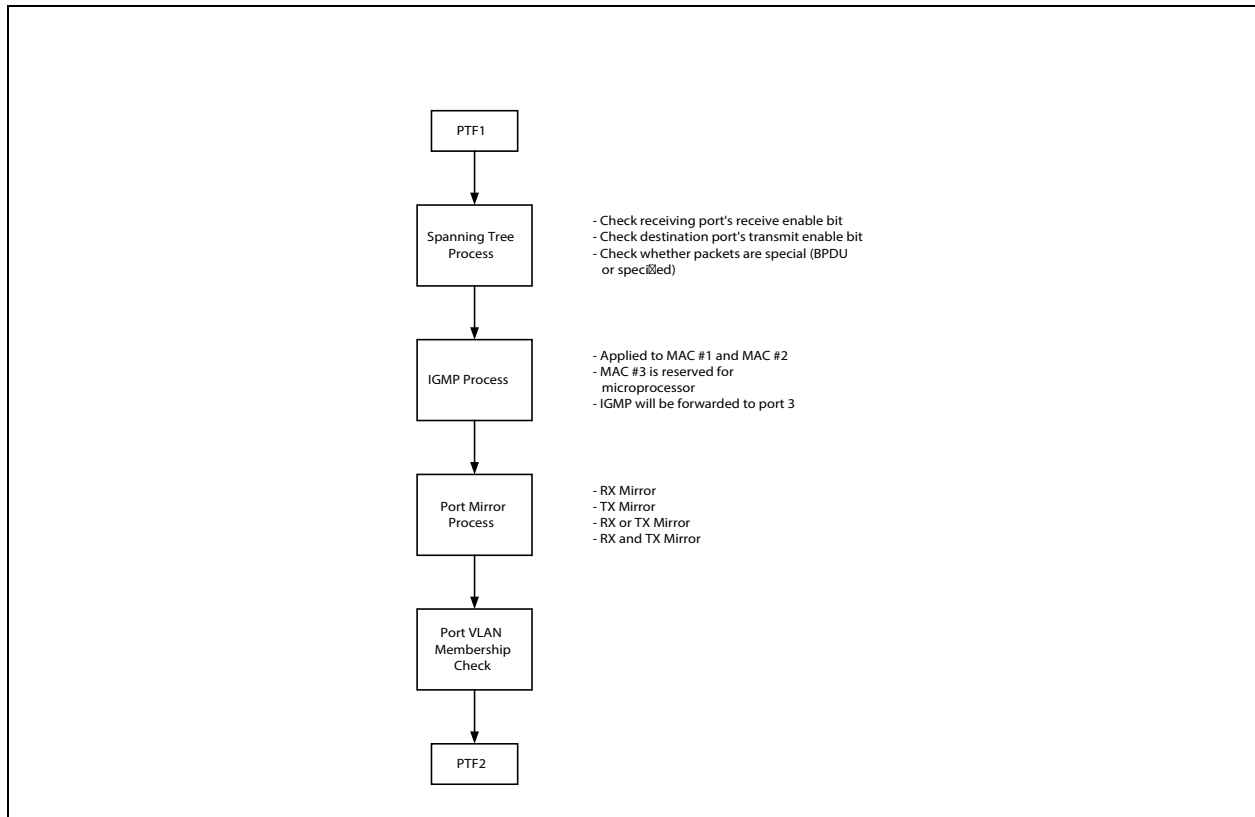 PTF1
Spanning Tree
Process
- Check receiving port's receive enable bit
- Check destination port's transmit enable bit
- Check whether packets are special (BPDU
or speci☒ed)
IGMP Process
- Applied to MAC #1 and MAC #2
- MAC #3 is reserved for
microprocessor
- IGMP will be forwarded to port 3
Port Mirror
Process
- RX Mirror
- TX Mirror
- RX or TX Mirror
- RX and TX Mirror
Port VLAN
Membership
Check
PTF2